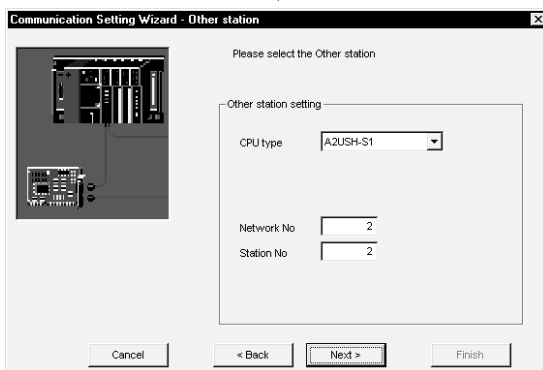 Communication Setting Wizard - Other station
Please select the Other station
Other station setting
CPU type A2USH-S1
Network No 2
Station No 2
Cancel < Back Next > Finish